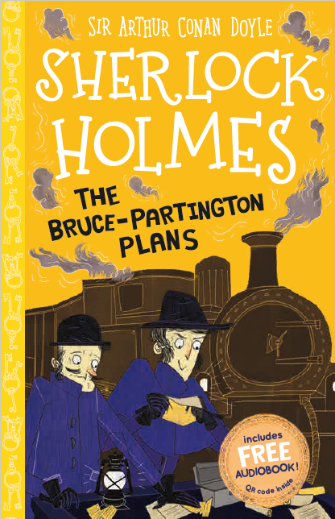 SIR ARTHUR CONAN DOYLE
SHERLOCK
HOLMES
THE
BRUCE-PARTINGTON
PLANS
includes
FREE
AUDIOBOOK!
QR code inside